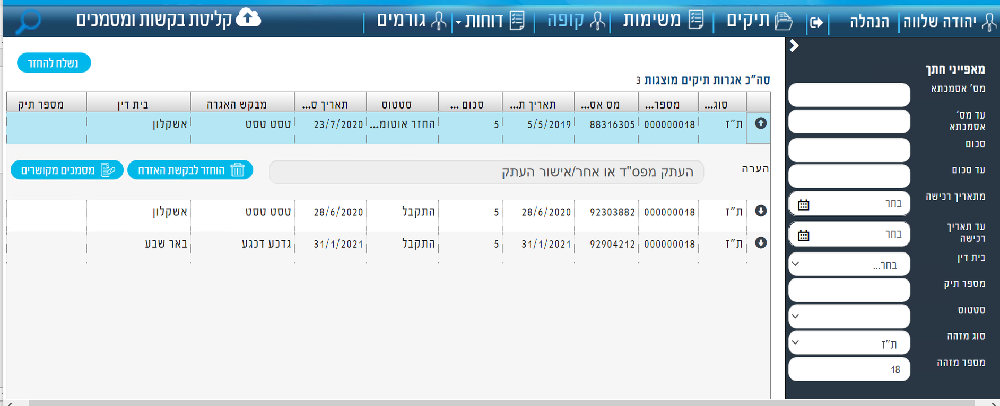 יהודה שלווה הנהלה תיקים משימות קופה דוחות גורמים קליטת בקשות ומסמכים
נשלח להחזר
סה"כ אגרות תיקים מוצגות 3
סוג... מספר... מס אס... תאריך ת... סכום ... סטטוס תאריך ס... מבקש האגרה בית דין מספר תיק
ת"ז 000000018 88316305 5/5/2019 5 החזר אוטומ... 23/7/2020 טסט טסט אשקלון
הערה העתק מפס"ד או אחר/אישור העתק הוחזר לבקשת האזרח מסמכים מקושרים
ת"ז 000000018 92303882 28/6/2020 5 התקבל 28/6/2020 טסט טסט אשקלון
ת"ז 000000018 92904212 31/1/2021 5 התקבל 31/1/2021 גדכע דכגע באר שבע
מאפייני חתך
מס' אסמכתא
עד מס'
אסמכתא
סכום
עד סכום
מתאריך רכישה בחר
עד תאריך
רכישה
בחר
בית דין בחר...
מספר תיק
סטטוס
סוג מזהה ת"ז
מספר מזהה 18